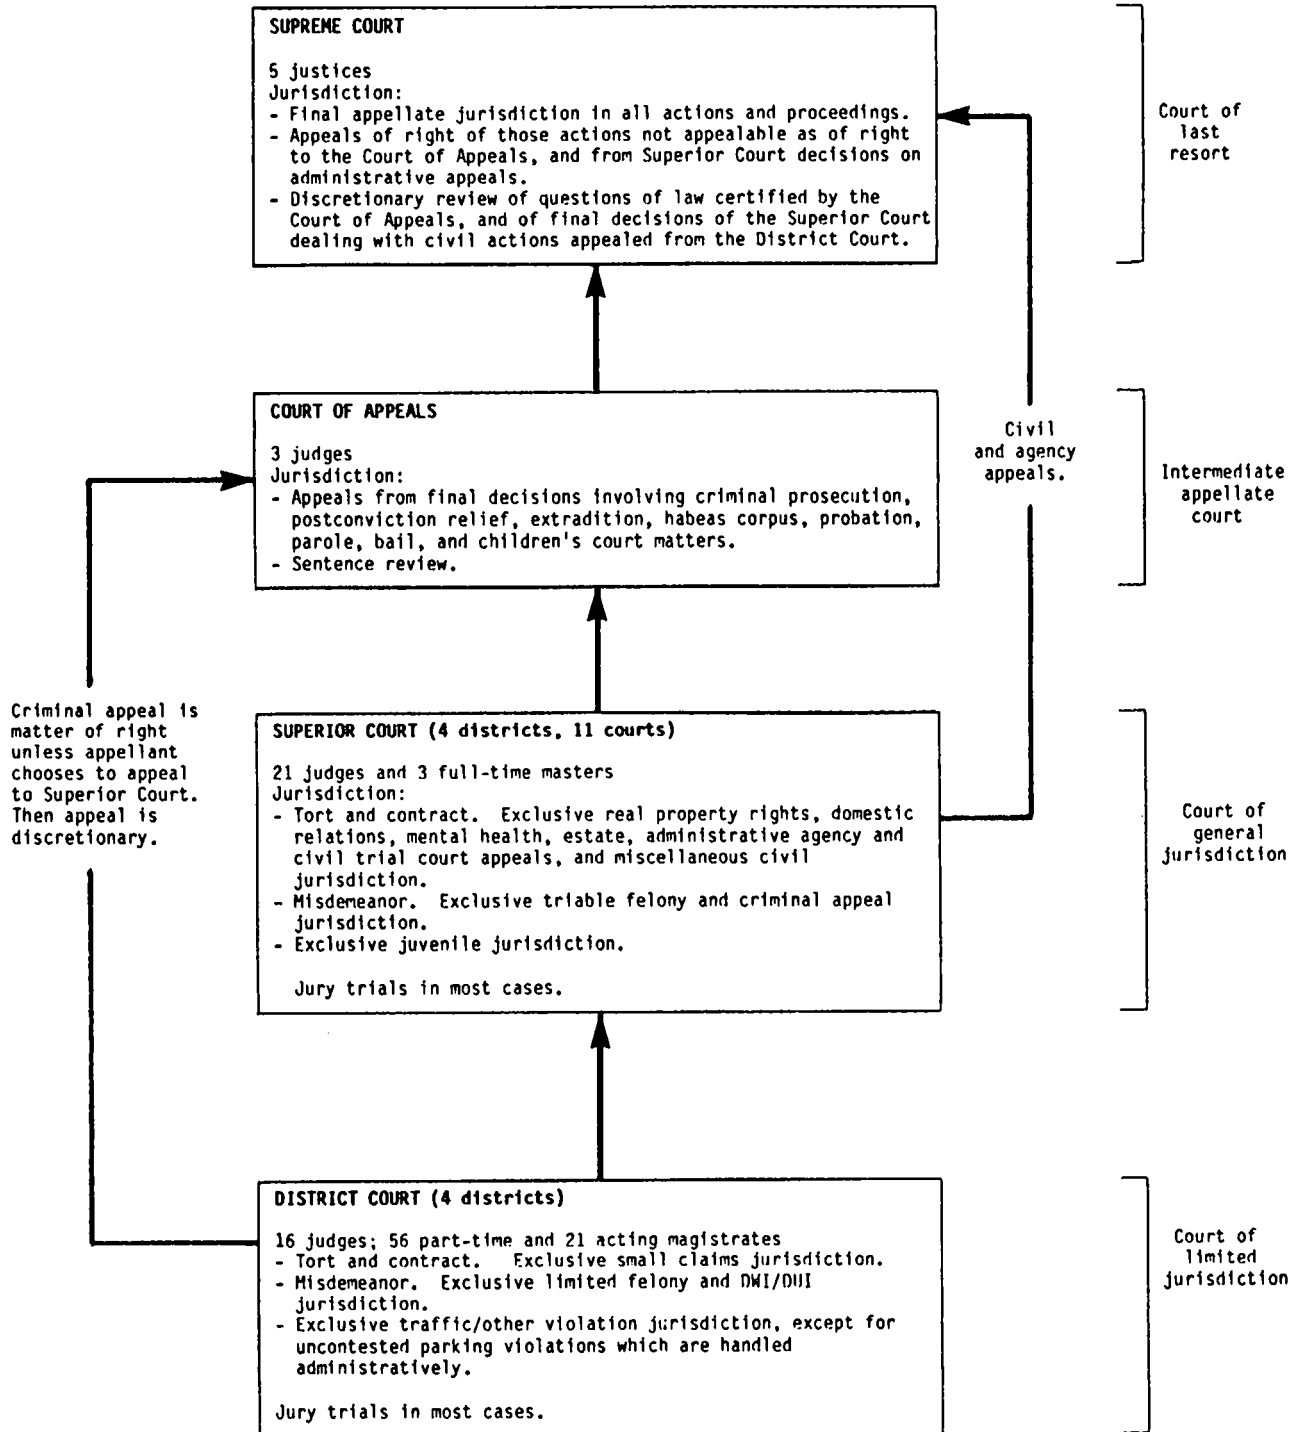 SUPREME COURT
5 justices
Jurisdiction:
- Final appellate jurisdiction in all actions and proceedings.
- Appeals of right of those actions not appealable as of right
to the Court of Appeals, and from Superior Court decisions on
administrative appeals.
- Discretionary review of questions of law certified by the
Court of Appeals, and of final decisions of the Superior Court
dealing with civil actions appealed from the District Court.
Court of
last
resort
COURT OF APPEALS
3 judges
Jurisdiction:
- Appeals from final decisions involving criminal prosecution,
postconviction relief, extradition, habeas corpus, probation,
parole, bail, and children's court matters.
- Sentence review.
Civil
and agency
appeals.
Intermediate
appellate
court
Criminal appeal is
matter of right
unless appellant
chooses to appeal
to Superior Court.
Then appeal is
discretionary.
SUPERIOR COURT (4 districts, 11 courts)
21 judges and 3 full-time masters
Jurisdiction:
- Tort and contract. Exclusive real property rights, domestic
relations, mental health, estate, administrative agency and
civil trial court appeals, and miscellaneous civil
jurisdiction.
- Misdemeanor. Exclusive triable felony and criminal appeal
jurisdiction.
- Exclusive juvenile jurisdiction.
Jury trials in most cases.
Court of
general
jurisdiction
DISTRICT COURT (4 districts)
16 judges; 56 part-time and 21 acting magistrates
- Tort and contract. Exclusive small claims jurisdiction.
- Misdemeanor. Exclusive limited felony and DWI/DUI
jurisdiction.
- Exclusive traffic/other violation jurisdiction, except for
uncontested parking violations which are handled
administratively.
Jury trials in most cases.
Court of
limited
jurisdiction